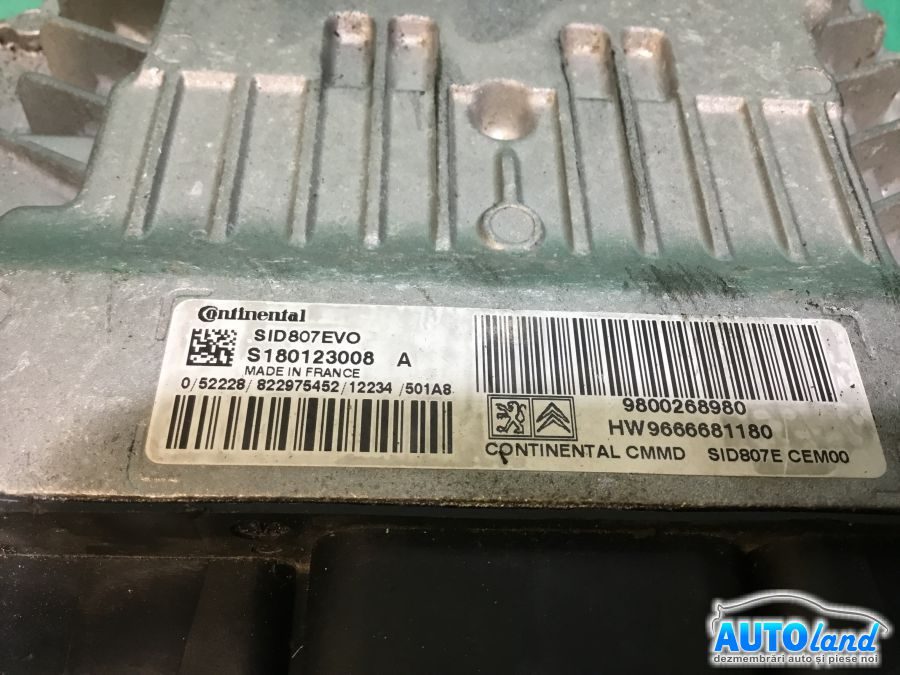 Continental
SID807EVO
S180123008 A
MADE IN FRANCE
0/52228/822975452/12234/501A8
9800268980
HW9666681180
CONTINENTAL CMMD SID807E CEM00
AUTOland
dezmembrări auto și piese noi